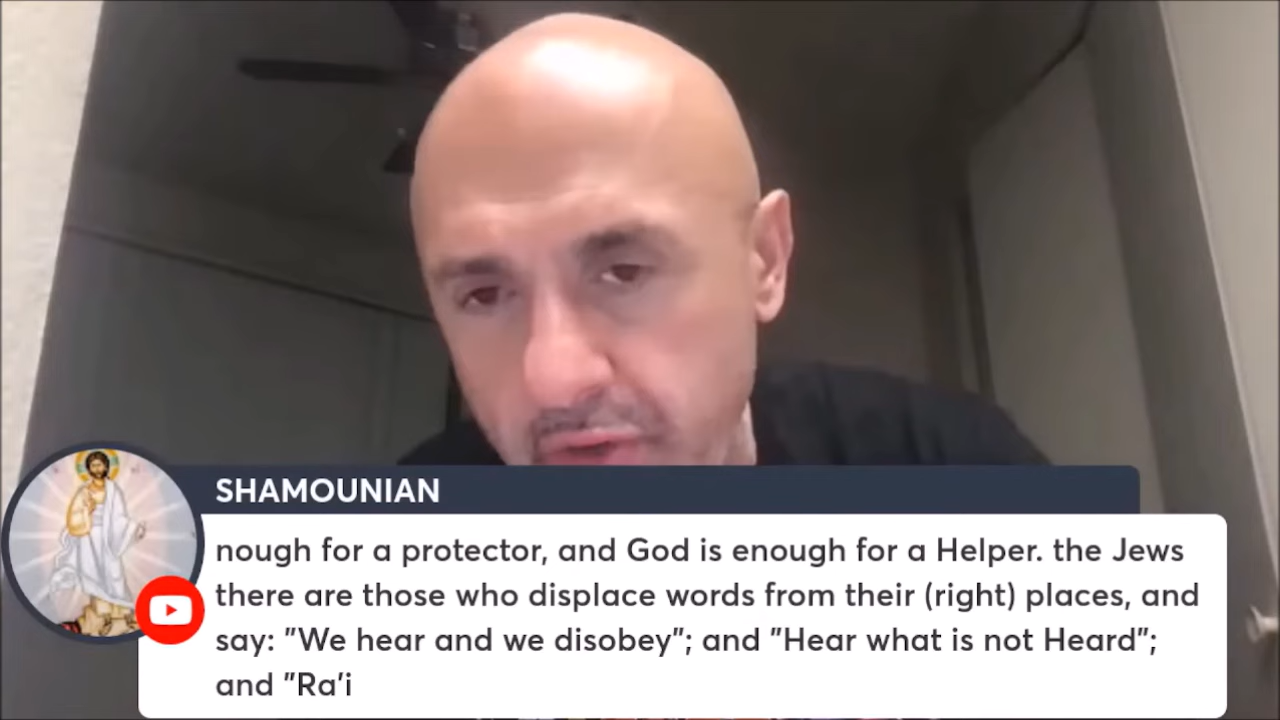 SHAMOUNIAN
nough for a protector, and God is enough for a Helper. the Jews
there are those who displace words from their (right) places, and
say: "We hear and we disobey"; and "Hear what is not Heard";
and "Ra'i